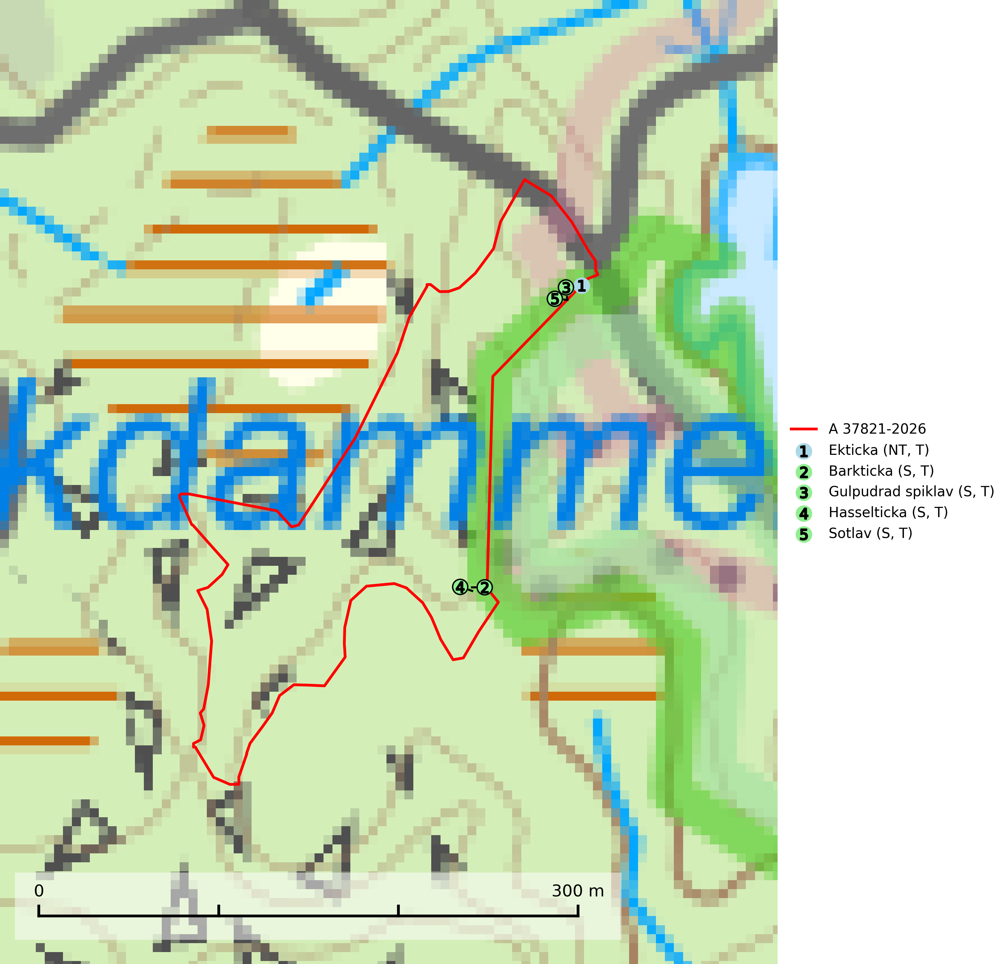 kdamme
A 37821-2026
1 Ekticka (NT, T)
2 Barkticka (S, T)
3 Gulpudrad spiklav (S, T)
4 Hasselticka (S, T)
5 Sotlav (S, T)
3 1
5
4 2
0 300 m